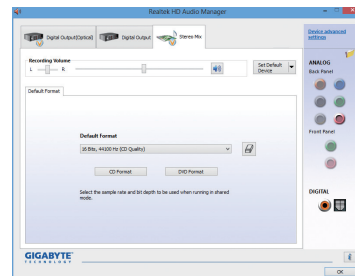 Realtek HD Audio Manager
Digital Output(Optical)
Digital Output
Stereo Mix
Device advanced
settings
Recording Volume
L
R
Set Default
Device
ANALOG
Back Panel
Default Format
Default Format
16 Bits, 44100 Hz (CD Quality)
CD Format
DVD Format
Select the sample rate and bit depth to be used when running in shared
mode.
Front Panel
DIGITAL
GIGABYTE
TECHNOLOGY
OK